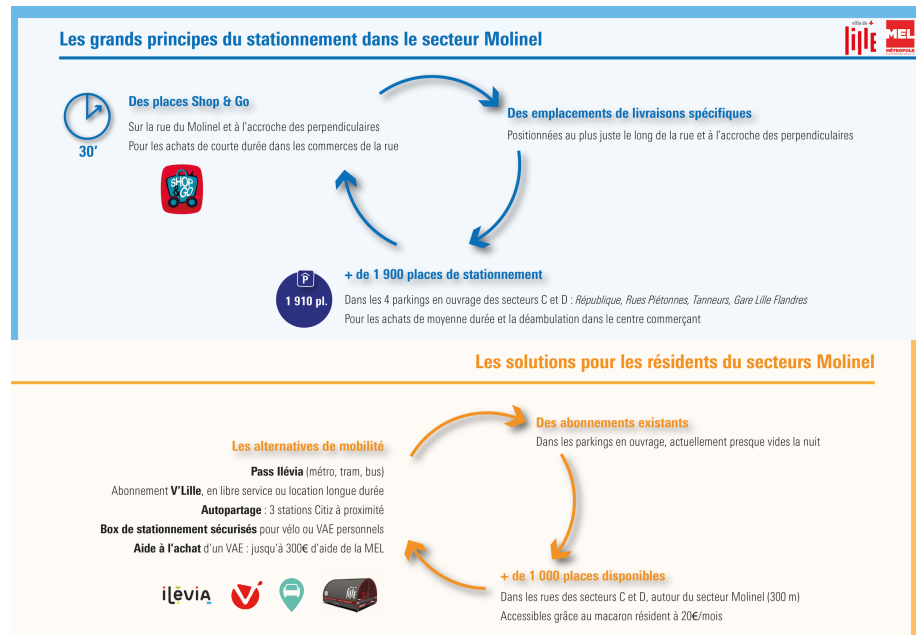 Les grands principes du stationnement dans le secteur Molinel
ville de
lille
MEL
MÉTROPOLE
Des places Shop & Go
Sur la rue du Molinel et à l'accroche des perpendiculaires
Pour les achats de courte durée dans les commerces de la rue
30'
SHOP
& GO
Des emplacements de livraisons spécifiques
Positionnées au plus juste le long de la rue et à l'accroche des perpendiculaires
+ de 1 900 places de stationnement
P
1 910 pl.
Dans les 4 parkings en ouvrage des secteurs C et D : République, Rues Piétonnes, Tanneurs, Gare Lille Flandres
Pour les achats de moyenne durée et la déambulation dans le centre commerçant
Les solutions pour les résidents du secteurs Molinel
Des abonnements existants
Dans les parkings en ouvrage, actuellement presque vides la nuit
Les alternatives de mobilité
Pass Ilévia (métro, tram, bus)
Abonnement V'Lille, en libre service ou location longue durée
Autopartage : 3 stations Citiz à proximité
Box de stationnement sécurisés pour vélo ou VAE personnels
Aide à l'achat d'un VAE : jusqu'à 300€ d'aide de la MEL
ilévia
lille
+ de 1 000 places disponibles
Dans les rues des secteurs C et D, autour du secteur Molinel (300 m)
Accessibles grâce au macaron résident à 20€/mois